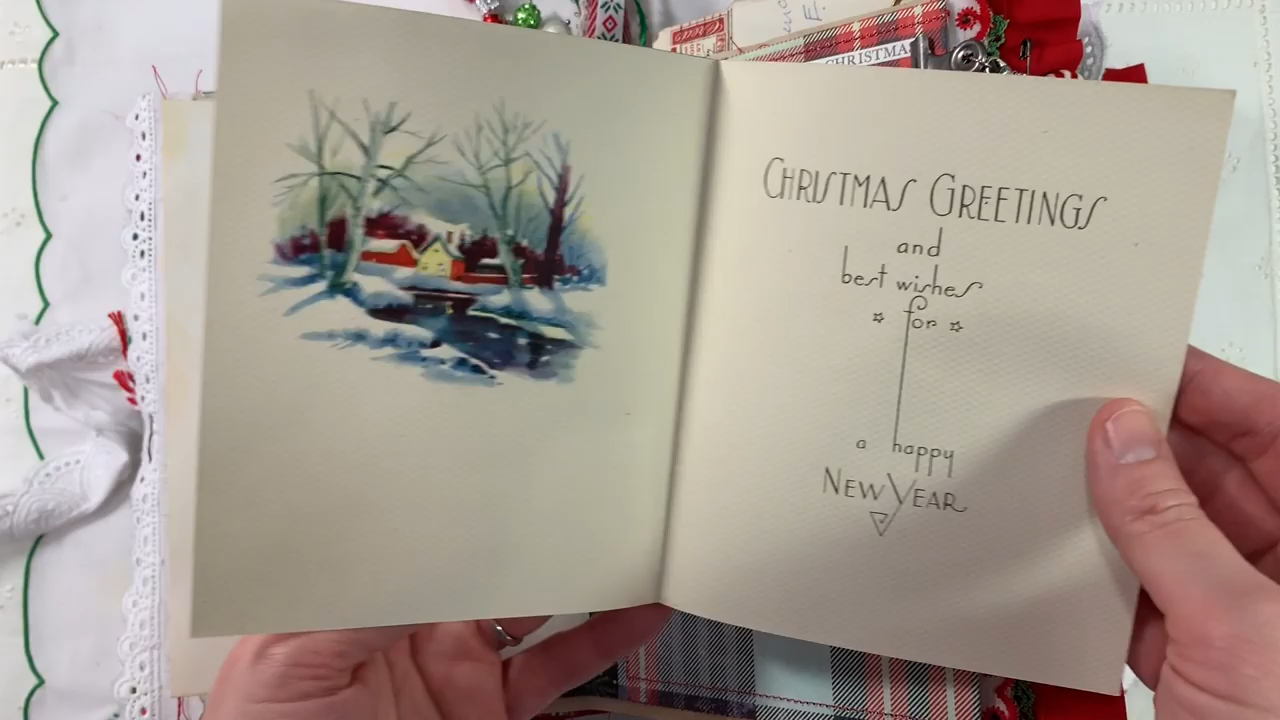 CHRISTMAS
CHRISTMAS GREETINGS
and
best wishes
for
a happy
NEW YEAR